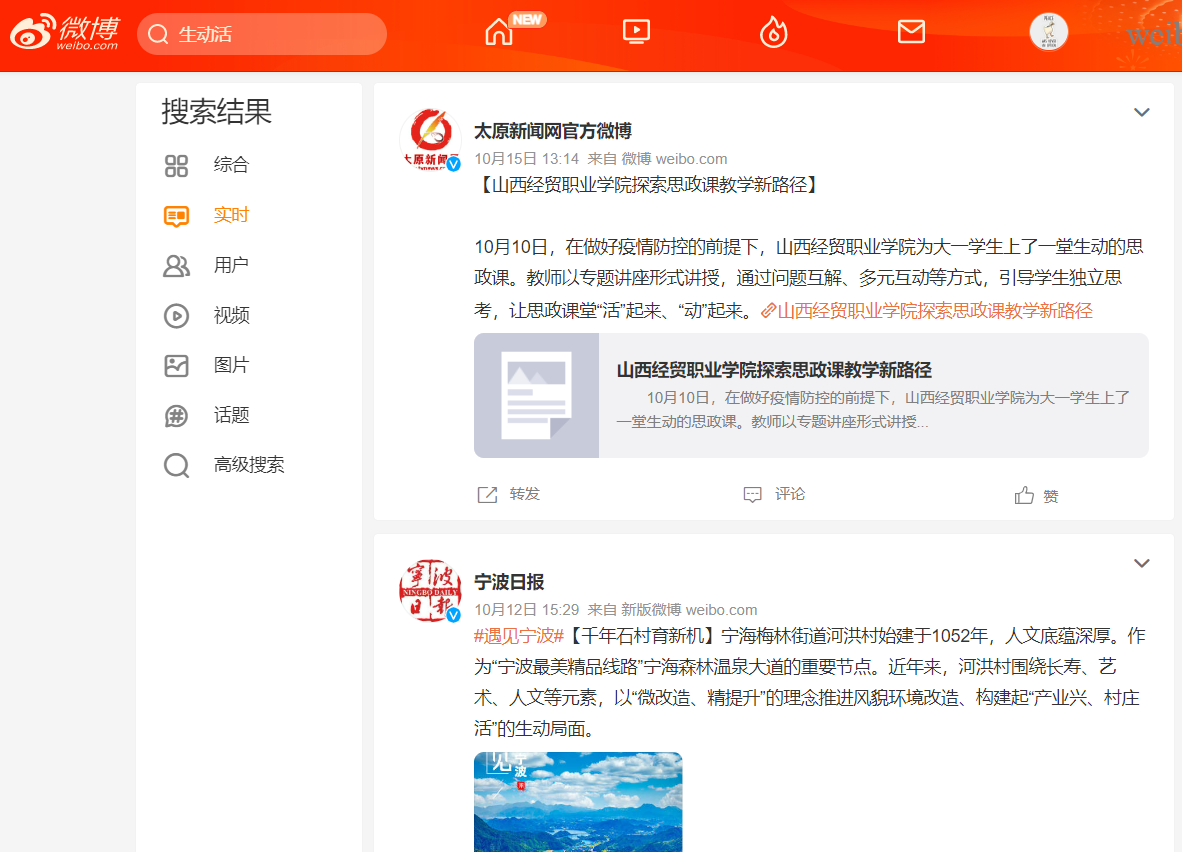 微博
weibo.com
生动活
NEW
搜索结果
综合
实时
用户
视频
图片
话题
高级搜索
太原新闻网官方微博
10月15日 13:14 来自 微博 weibo.com
【山西经贸职业学院探索思政课教学新路径】
10月10日，在做好疫情防控的前提下，山西经贸职业学院为大一学生上了一堂生动的思
政课。教师以专题讲座形式讲授，通过问题互解、多元互动等方式，引导学生独立思
考，让思政课堂“活”起来、“动”起来。山西经贸职业学院探索思政课教学新路径
山西经贸职业学院探索思政课教学新路径
10月10日，在做好疫情防控的前提下，山西经贸职业学院为大一学生上了
一堂生动的思政课。教师以专题讲座形式讲授...
转发
评论
赞
宁波日报
NINGBO DAILY
10月12日 15:29 来自 新版微博 weibo.com
#遇见宁波#【千年石村育新机】宁海梅林街道河洪村始建于1052年，人文底蕴深厚。作
为“宁波最美精品线路”宁海森林温泉大道的重要节点。近年来，河洪村围绕长寿、艺
术、人文等元素，以“微改造、精提升”的理念推进风貌环境改造、构建起“产业兴、村庄
活”的生动局面。
见宁波